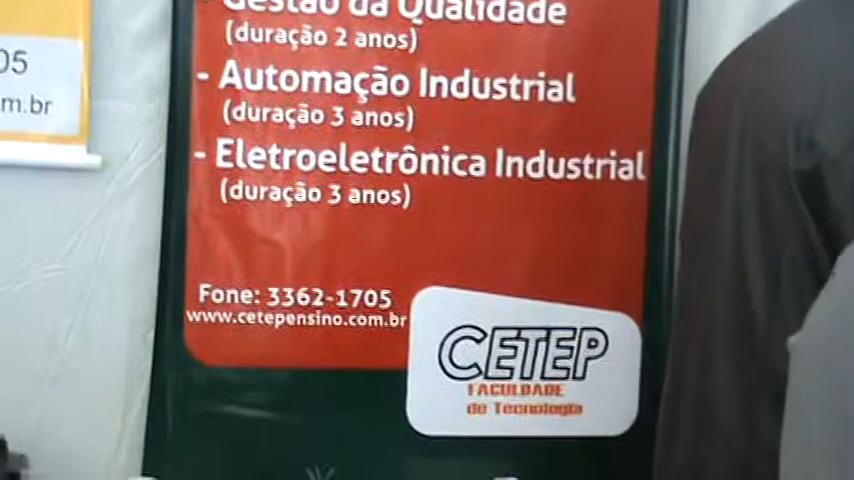 Gestão da Qualidade
(duração 2 anos)
- Automação Industrial
(duração 3 anos)
- Eletroeletrônica Industrial
(duração 3 anos)
Fone: 3362-1705
www.cetepensino.com.br
CETEP
FACULDADE
de Tecnologia
05
m.br